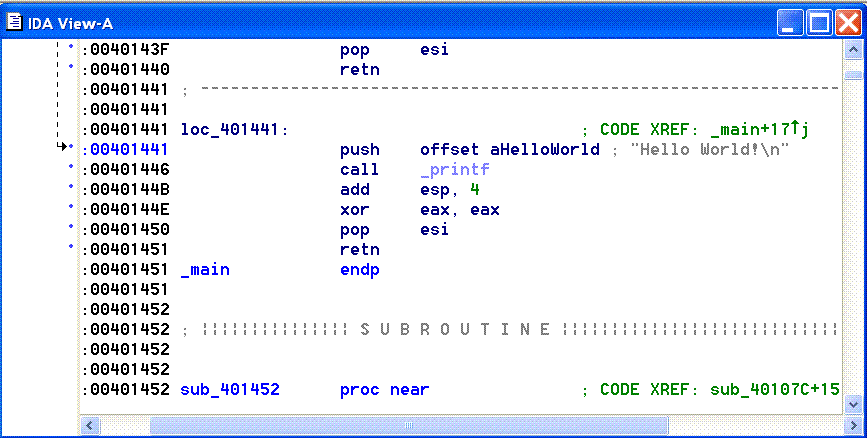 IDA View-A
:0040143F pop esi
:00401440 retn
:00401441 ; ----------------------------------------------------------------
:00401441
:00401441 loc_401441: ; CODE XREF: _main+17↑j
:00401441 push offset aHelloWorld ; "Hello World!\n"
:00401446 call _printf
:0040144B add esp, 4
:0040144E xor eax, eax
:00401450 pop esi
:00401451 retn
:00401451 _main endp
:00401451
:00401452
:00401452 ; ¦¦¦¦¦¦¦¦¦¦¦¦¦¦¦ S U B R O U T I N E ¦¦¦¦¦¦¦¦¦¦¦¦¦¦¦¦¦¦¦¦¦¦¦¦¦¦¦¦
:00401452
:00401452
:00401452 sub_401452 proc near ; CODE XREF: sub_40107C+15